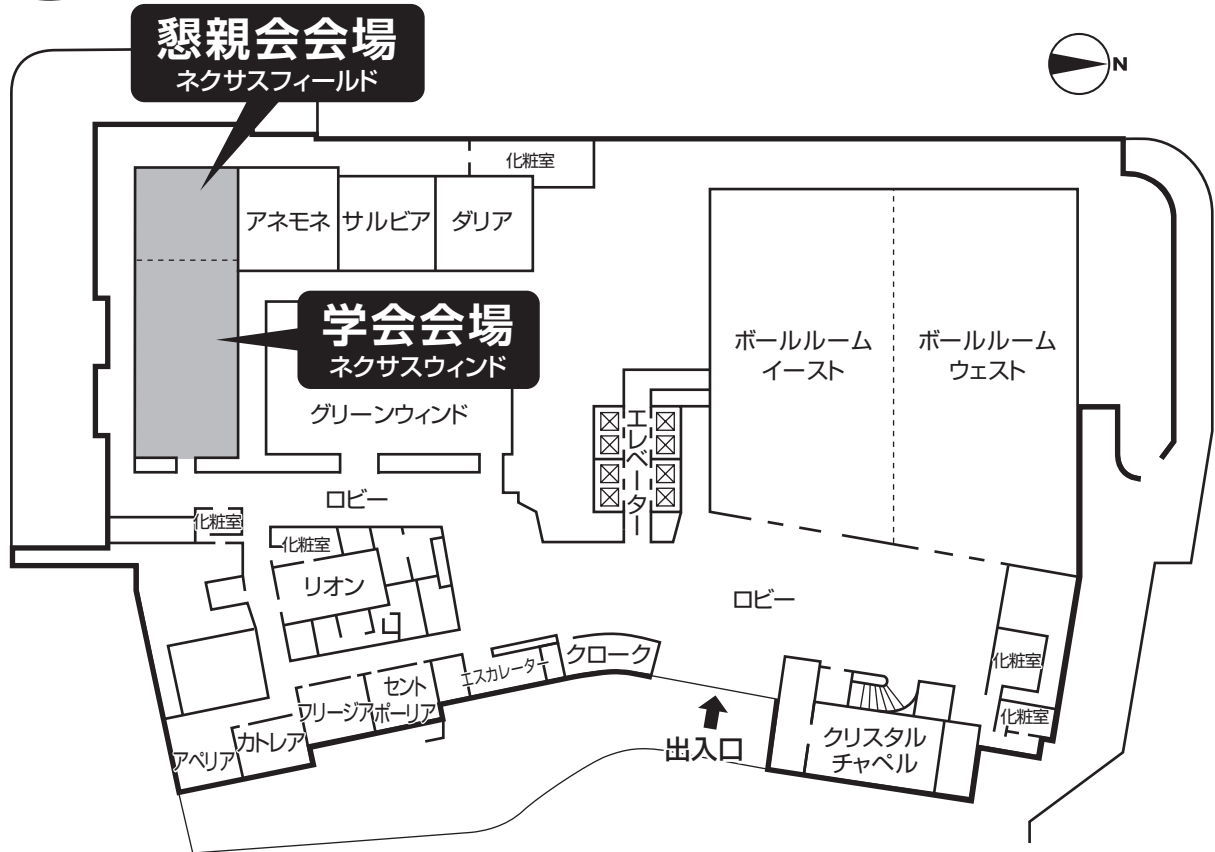 懇親会会場
ネクサスフィールド
N
化粧室
アネモネ
サルビア
ダリア
学会会場
ネクサスウィンド
ボールルーム
イースト
ボールルーム
ウェスト
グリーンウィンド
エレベーター
ロビー
化粧室
化粧室
リオン
ロビー
クローク
エスカレーター
化粧室
セント
ポーリア
フリージア
カトレア
アベリア
化粧室
出入口
クリスタル
チャペル